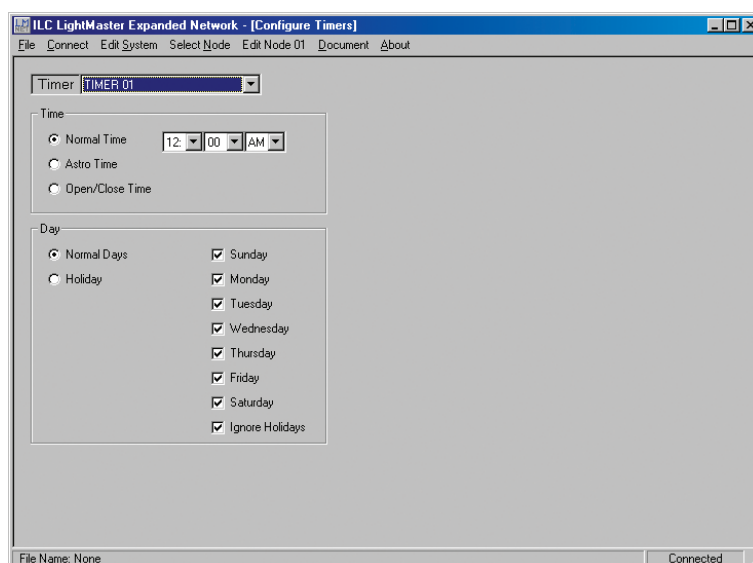 ILC LightMaster Expanded Network - [Configure Timers]
File Connect Edit System Select Node Edit Node 01 Document About
Timer TIMER 01
Time
Normal Time 12: 00 AM
Astro Time
Open/Close Time
Day
Normal Days Sunday
Holiday Monday
Tuesday
Wednesday
Thursday
Friday
Saturday
Ignore Holidays
File Name: None Connected